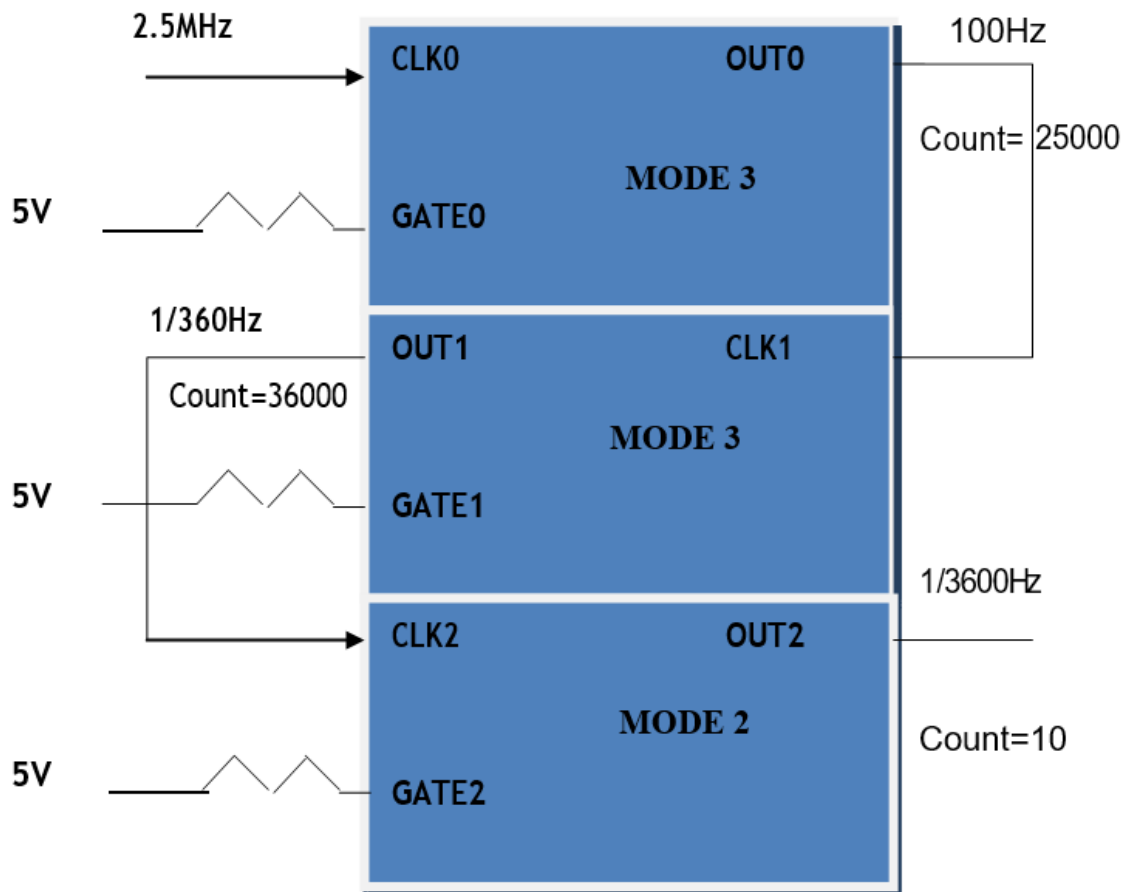 2.5MHz
100Hz
CLK0
OUT0
Count= 25000
MODE 3
5V
GATE0
1/360Hz
OUT1
CLK1
Count=36000
MODE 3
5V
GATE1
1/3600Hz
CLK2
OUT2
MODE 2
Count=10
5V
GATE2